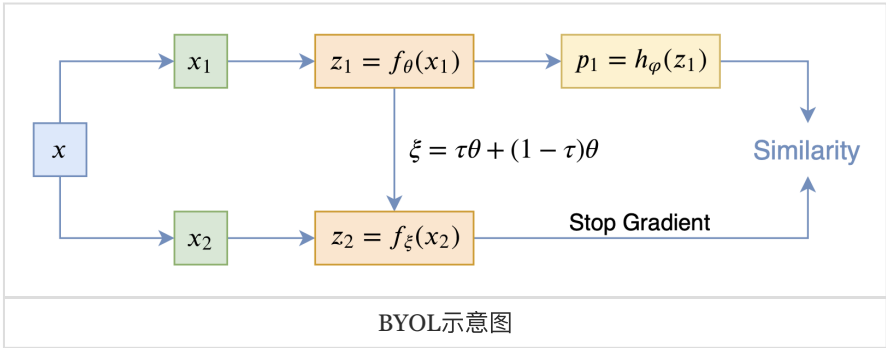 x₁
z₁ = f_θ(x₁)
p₁ = h_φ(z₁)
x
ξ = τθ + (1 − τ)θ
Similarity
x₂
z₂ = f_ξ(x₂)
Stop Gradient
BYOL示意图